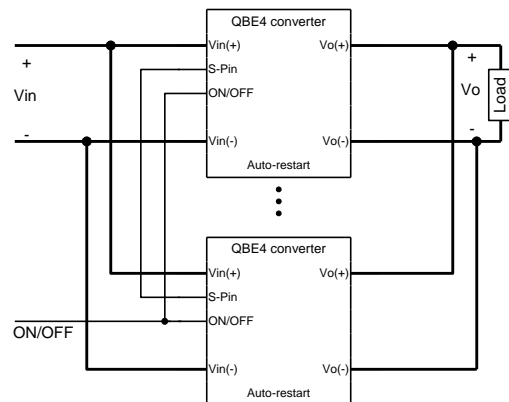 QBE4 converter
Vin(+) Vo(+)
+ +
S-Pin
Vin ON/OFF Vo Load
- -
Vin(-) Vo(-)
Auto-restart
QBE4 converter
Vin(+) Vo(+)
S-Pin
ON/OFF ON/OFF
Vin(-) Vo(-)
Auto-restart